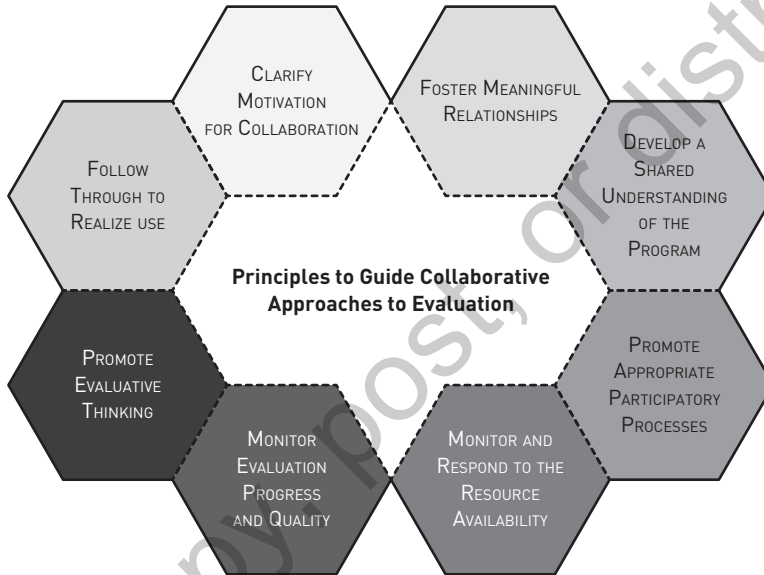 Clarify
Motivation
for Collaboration
Foster Meaningful
Relationships
Develop a
Shared
Understanding
of the
Program
Promote
Appropriate
Participatory
Processes
Monitor and
Respond to the
Resource
Availability
Monitor
Evaluation
Progress
and Quality
Promote
Evaluative
Thinking
Follow
Through to
Realize use
Principles to Guide Collaborative
Approaches to Evaluation
post, or